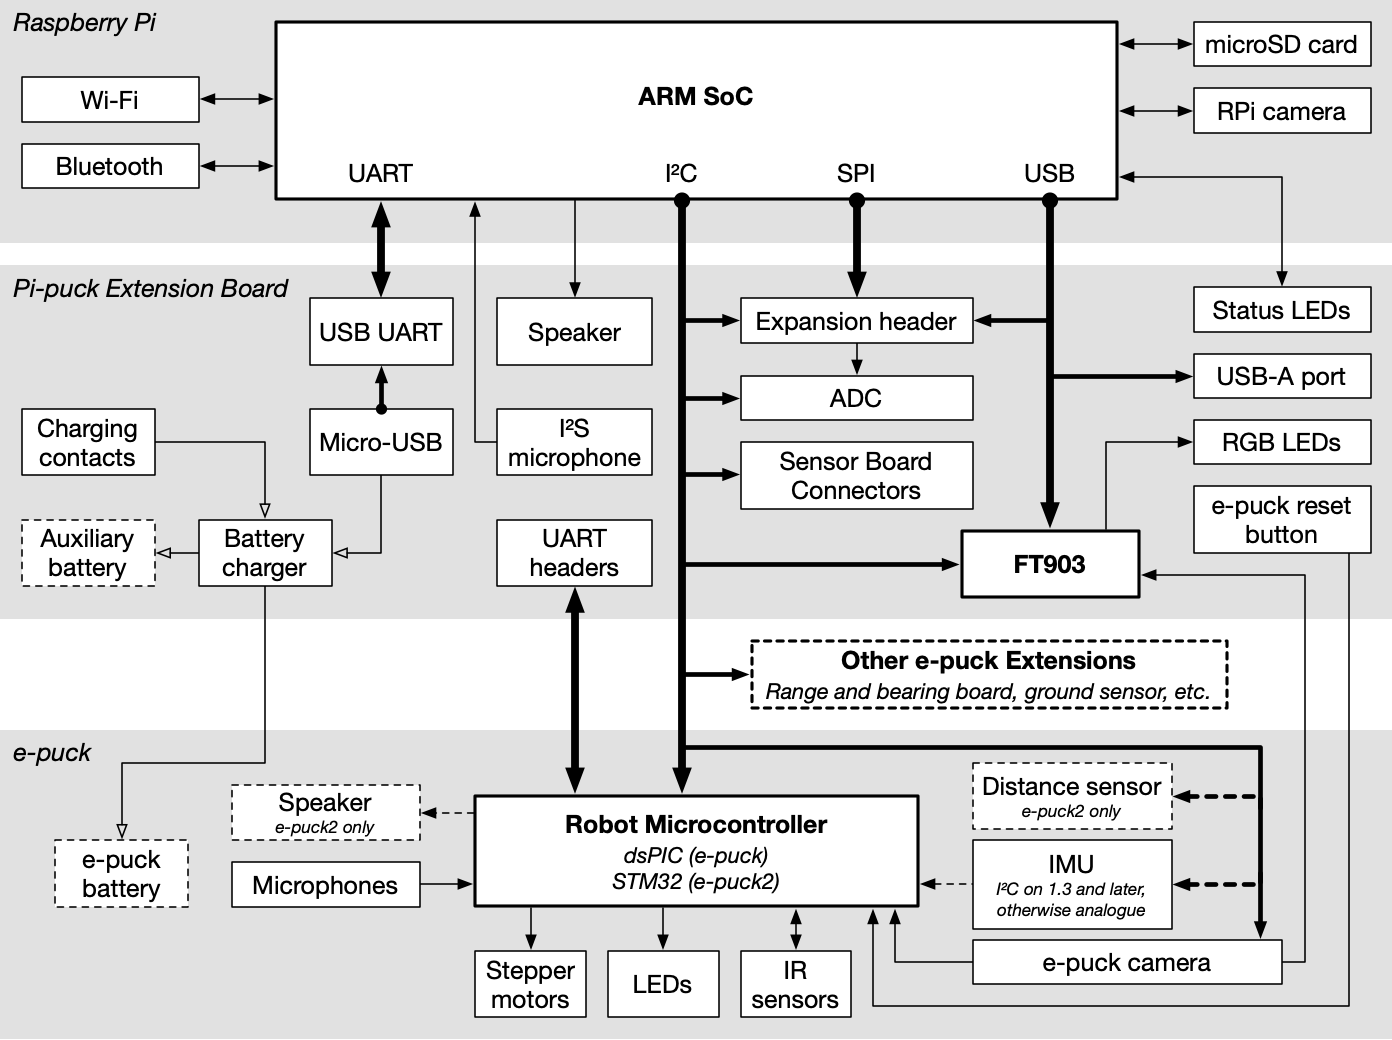 Raspberry Pi
ARM SoC
microSD card
Wi-Fi
RPi camera
Bluetooth
UART
I²C
SPI
USB
Pi-puck Extension Board
USB UART
Speaker
Expansion header
Status LEDs
USB-A port
ADC
Charging
contacts
Micro-USB
I²S
microphone
Sensor Board
Connectors
RGB LEDs
e-puck reset
button
Auxiliary
battery
Battery
charger
UART
headers
FT903
Other e-puck Extensions
Range and bearing board, ground sensor, etc.
e-puck
Speaker
e-puck2 only
Robot Microcontroller
dsPIC (e-puck)
STM32 (e-puck2)
Distance sensor
e-puck2 only
e-puck
battery
Microphones
IMU
I²C on 1.3 and later,
otherwise analogue
Stepper
motors
LEDs
IR
sensors
e-puck camera